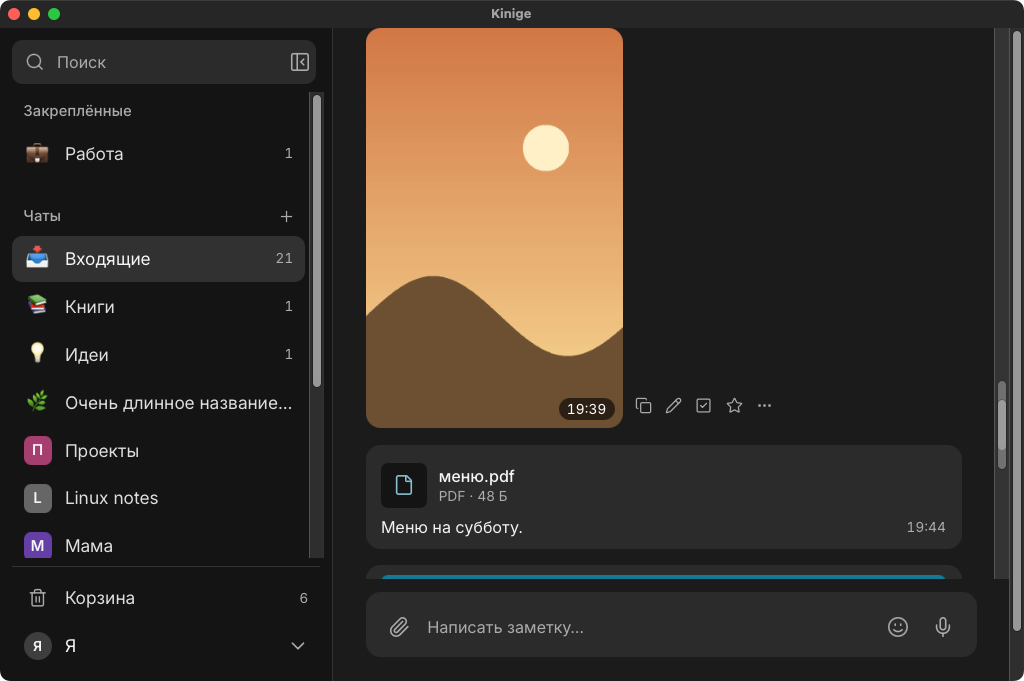 Kinige
Поиск
Закреплённые
Работа 1
Чаты
Входящие 21
Книги 1
Идеи 1
Очень длинное название...
П Проекты
L Linux notes
М Мама
Корзина 6
Я Я
19:39
меню.pdf
PDF · 48 Б
Меню на субботу. 19:44
Написать заметку...